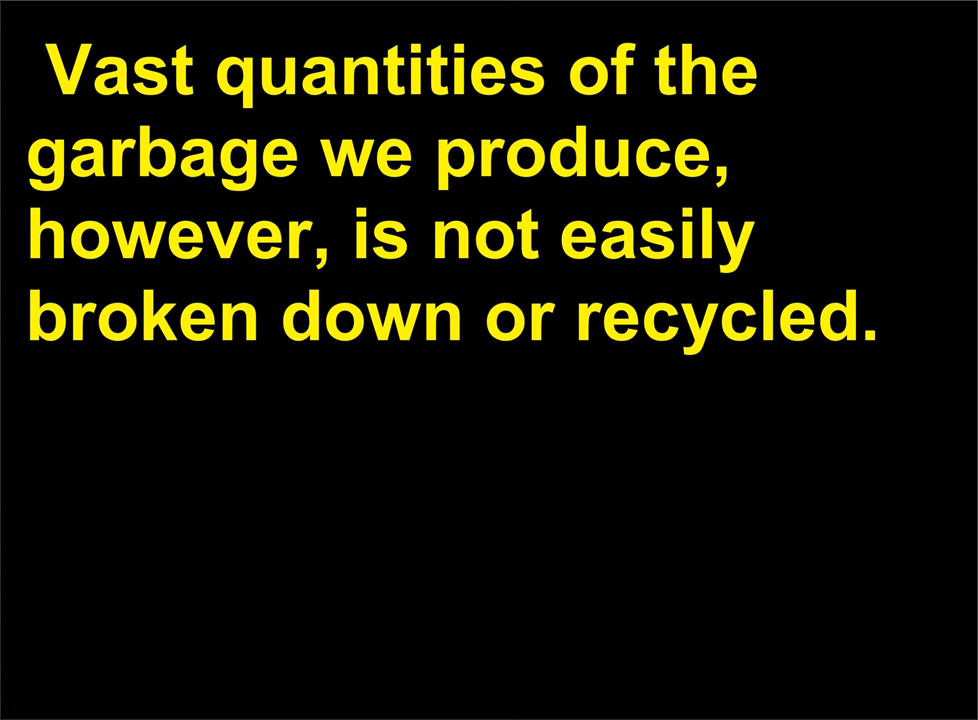 Vast quantities of the
garbage we produce,
however, is not easily
broken down or recycled.